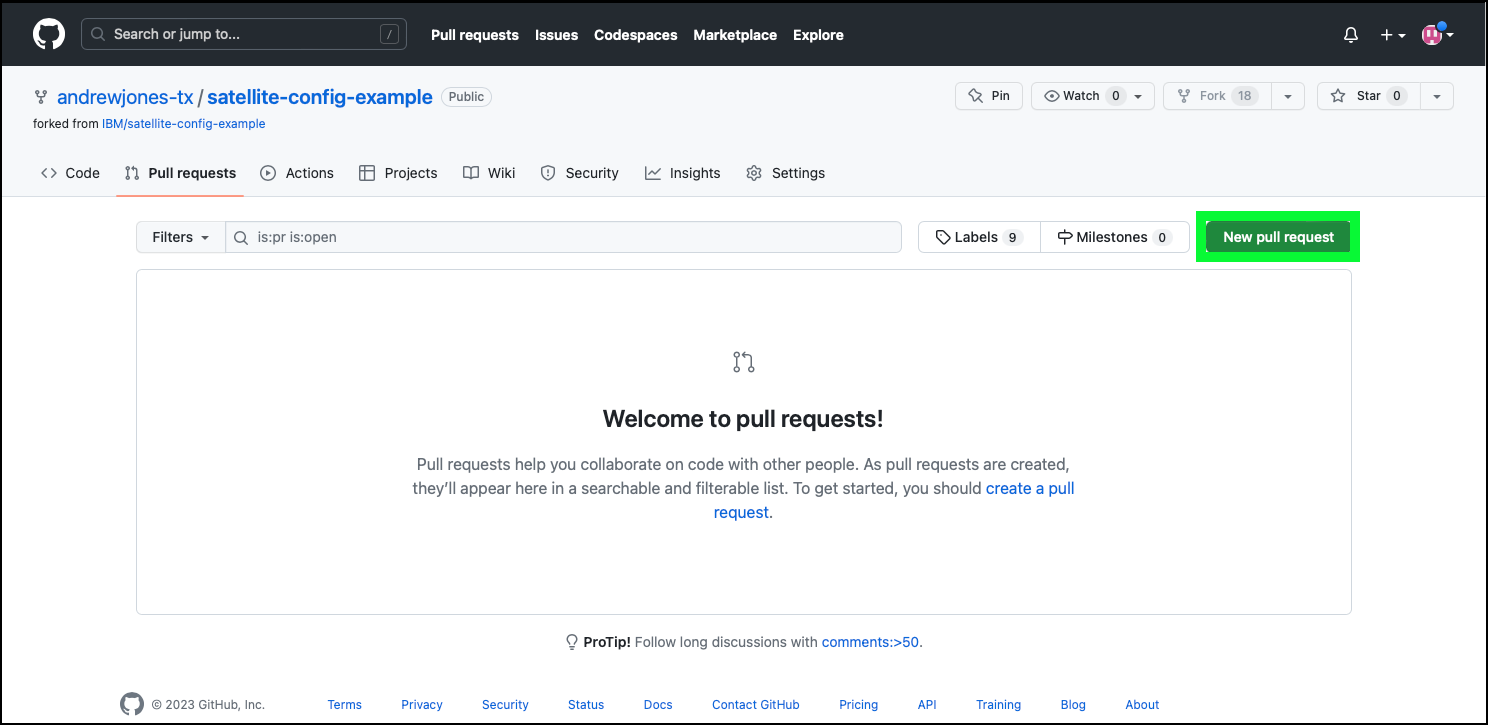 Search or jump to... /
Pull requests Issues Codespaces Marketplace Explore
andrewjones-tx / satellite-config-example Public
Pin Watch 0 Fork 18 Star 0
forked from IBM/satellite-config-example
Code Pull requests Actions Projects Wiki Security Insights Settings
Filters is:pr is:open Labels 9 Milestones 0 New pull request
Welcome to pull requests!
Pull requests help you collaborate on code with other people. As pull requests are created,
they’ll appear here in a searchable and filterable list. To get started, you should create a pull
request.
ProTip! Follow long discussions with comments:>50.
© 2023 GitHub, Inc. Terms Privacy Security Status Docs Contact GitHub Pricing API Training Blog About